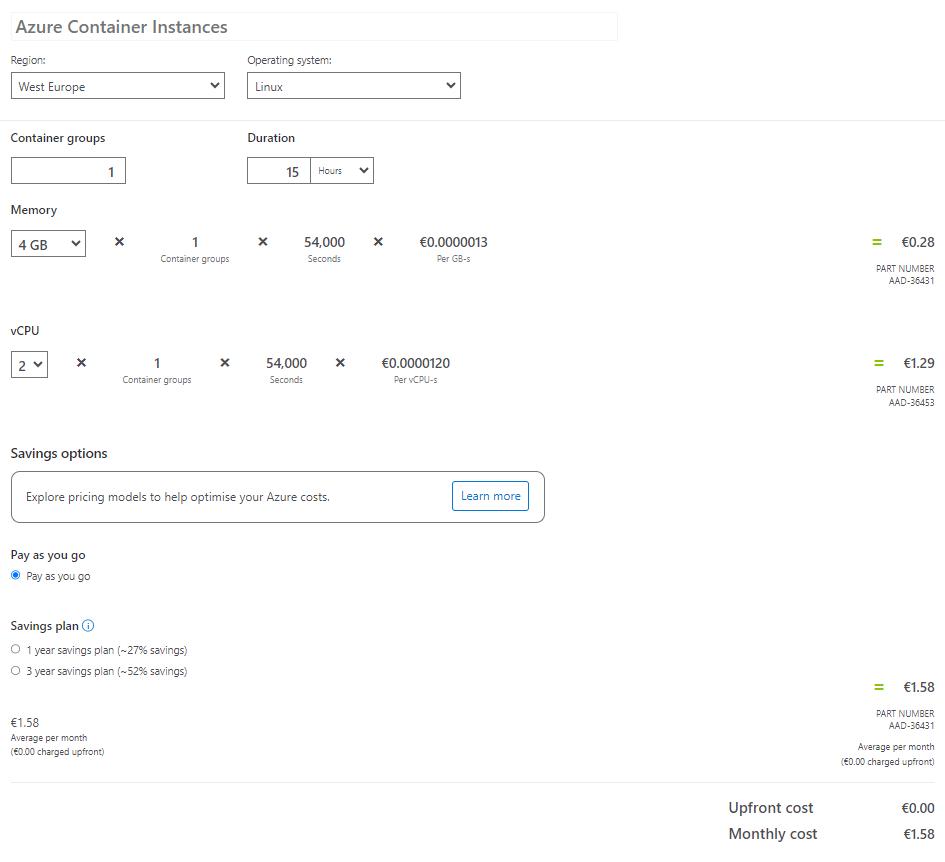 Azure Container Instances
Region: Operating system:
West Europe Linux
Container groups Duration
1 15 Hours
Memory
4 GB × 1 × 54,000 × €0.0000013 = €0.28
Container groups Seconds Per GB-s
PART NUMBER
AAD-36431
vCPU
2 × 1 × 54,000 × €0.0000120 = €1.29
Container groups Seconds Per vCPU-s
PART NUMBER
AAD-36453
Savings options
Explore pricing models to help optimise your Azure costs. Learn more
Pay as you go
Pay as you go
Savings plan
1 year savings plan (~27% savings)
3 year savings plan (~52% savings)
= €1.58
PART NUMBER
AAD-36431
€1.58
Average per month
(€0.00 charged upfront)
Average per month
(€0.00 charged upfront)
Upfront cost €0.00
Monthly cost €1.58